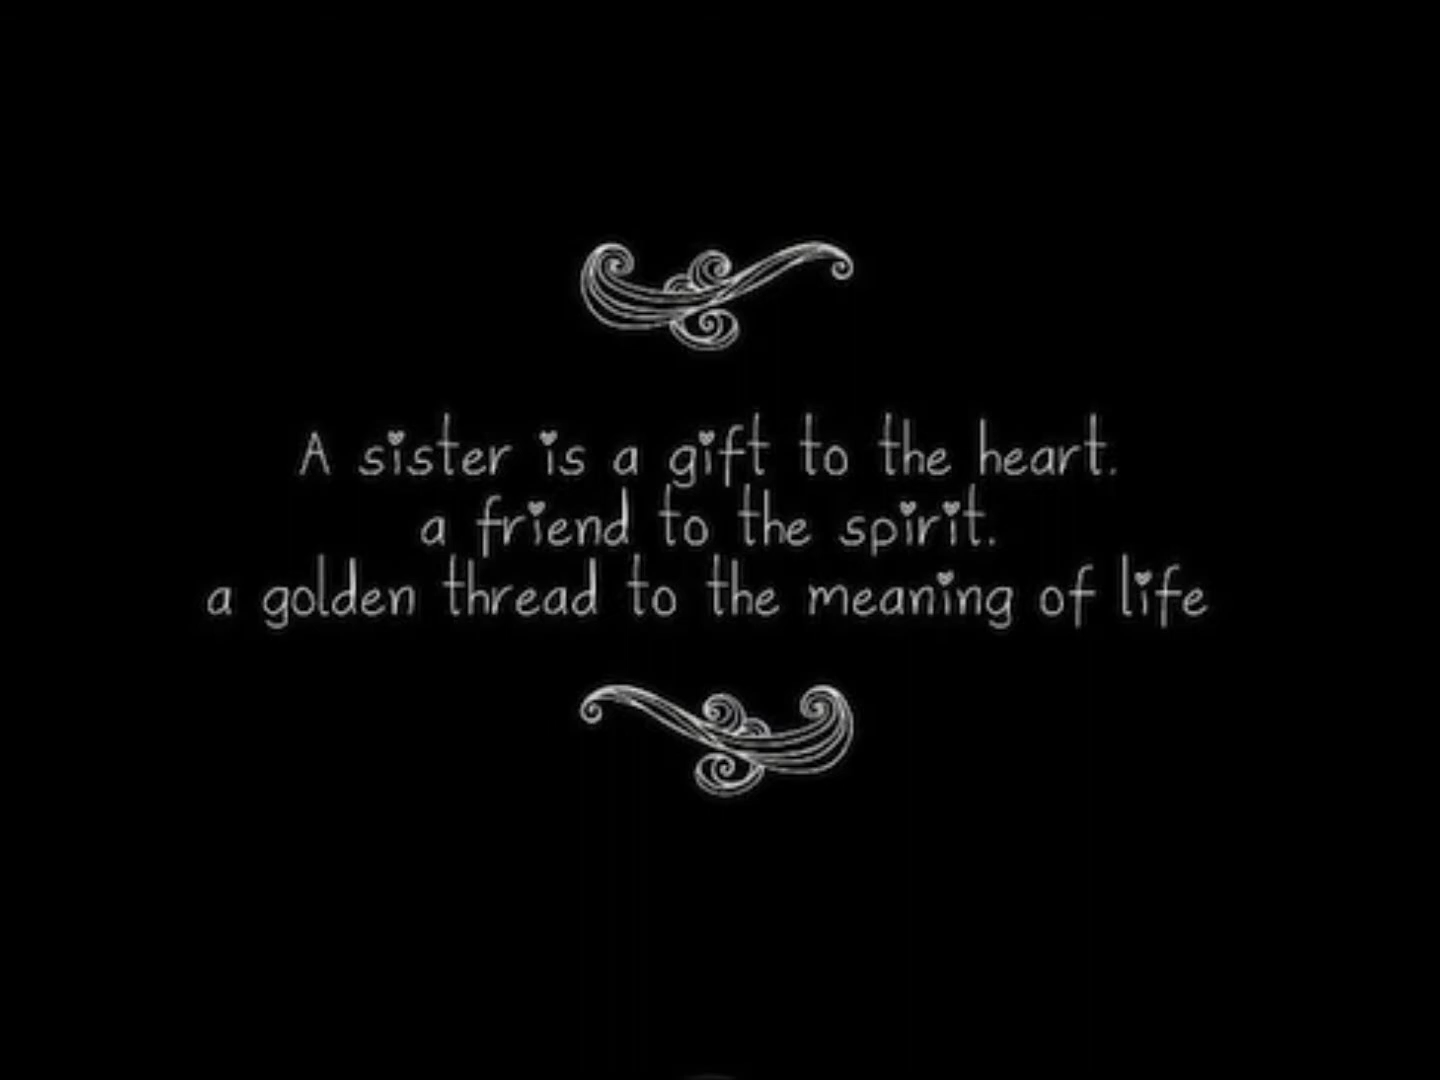 A sister is a gift to the heart.
a friend to the spirit.
a golden thread to the meaning of life